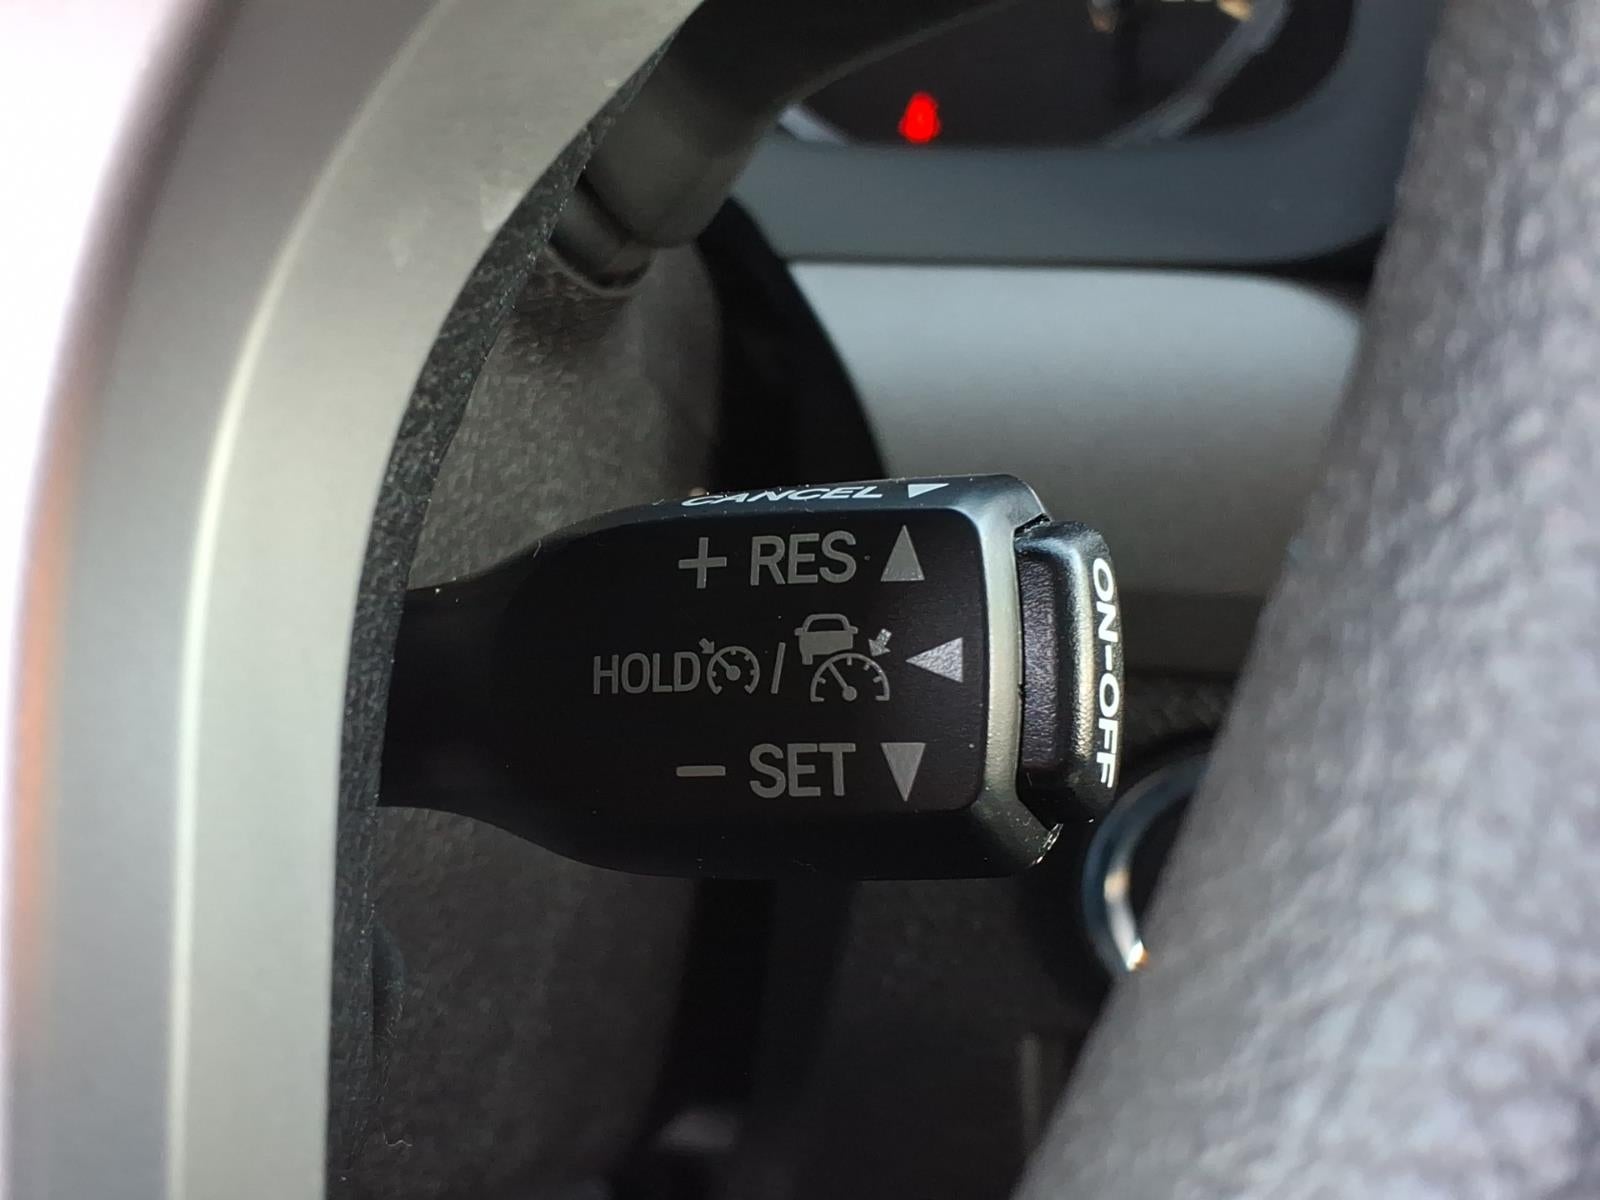 CANCEL
+ RES
HOLD /
− SET
ON-OFF